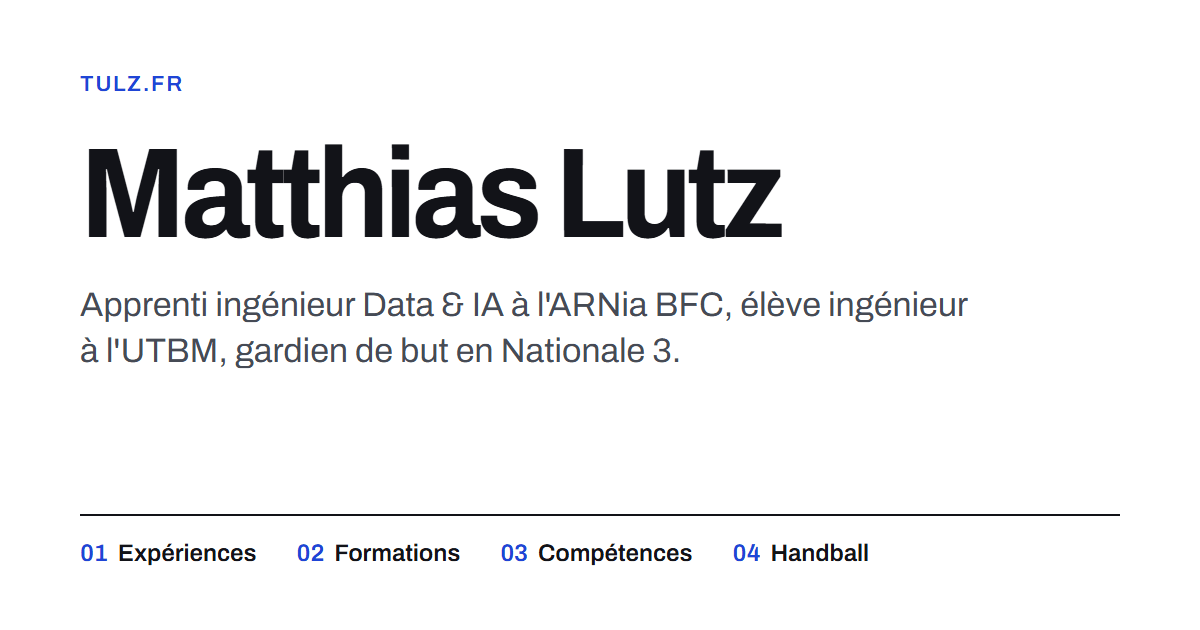 TULZ.FR
Matthias Lutz
Apprenti ingénieur Data & IA à l'ARNia BFC, élève ingénieur
à l'UTBM, gardien de but en Nationale 3.
01 Expériences 02 Formations 03 Compétences 04 Handball